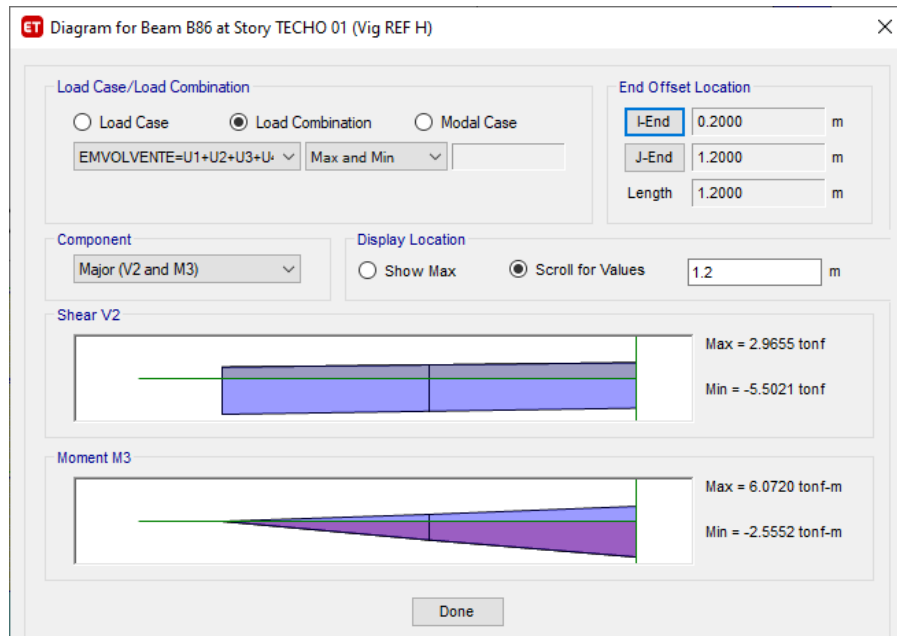 ET Diagram for Beam B86 at Story TECHO 01 (Vig REF H)
Load Case/Load Combination
Load Case Load Combination Modal Case
EMVOLVENTE=U1+U2+U3+U4 Max and Min
End Offset Location
I-End 0.2000 m
J-End 1.2000 m
Length 1.2000 m
Component
Major (V2 and M3)
Display Location
Show Max Scroll for Values 1.2 m
Shear V2
Max = 2.9655 tonf
Min = -5.5021 tonf
Moment M3
Max = 6.0720 tonf-m
Min = -2.5552 tonf-m
Done